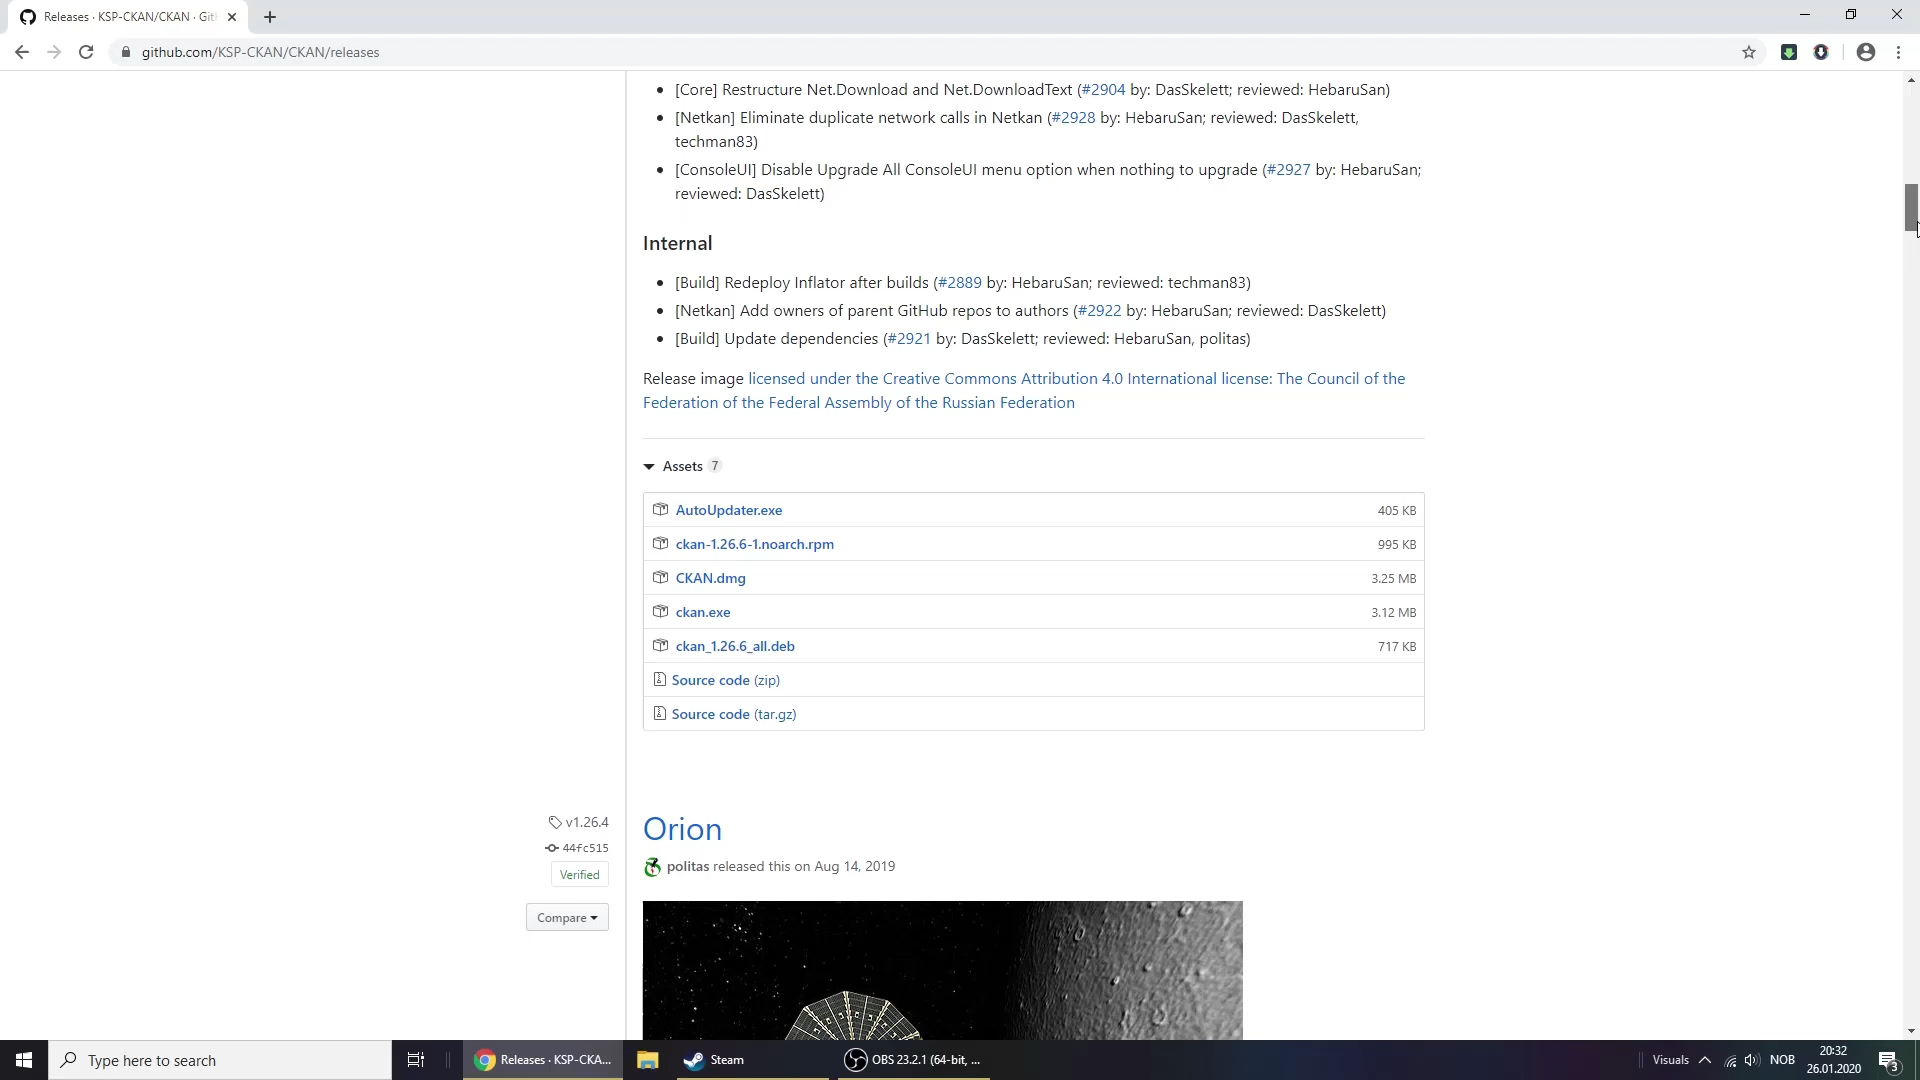 Releases · KSP-CKAN/CKAN · Git
github.com/KSP-CKAN/CKAN/releases
[Core] Restructure Net.Download and Net.DownloadText (#2904 by: DasSkelett; reviewed: HebaruSan)
[Netkan] Eliminate duplicate network calls in Netkan (#2928 by: HebaruSan; reviewed: DasSkelett,
techman83)
[ConsoleUI] Disable Upgrade All ConsoleUI menu option when nothing to upgrade (#2927 by: HebaruSan;
reviewed: DasSkelett)
Internal
[Build] Redeploy Inflator after builds (#2889 by: HebaruSan; reviewed: techman83)
[Netkan] Add owners of parent GitHub repos to authors (#2922 by: HebaruSan; reviewed: DasSkelett)
[Build] Update dependencies (#2921 by: DasSkelett; reviewed: HebaruSan, politas)
Release image licensed under the Creative Commons Attribution 4.0 International license: The Council of the
Federation of the Federal Assembly of the Russian Federation
Assets 7
AutoUpdater.exe 405 KB
ckan-1.26.6-1.noarch.rpm 995 KB
CKAN.dmg 3.25 MB
ckan.exe 3.12 MB
ckan_1.26.6_all.deb 717 KB
Source code (zip)
Source code (tar.gz)
v1.26.4
44fc515
Verified
Compare
Orion
politas released this on Aug 14, 2019
Type here to search
Releases · KSP-CKA...
Steam
OBS 23.2.1 (64-bit, ...
Visuals
NOB
20:32
26.01.2020
3